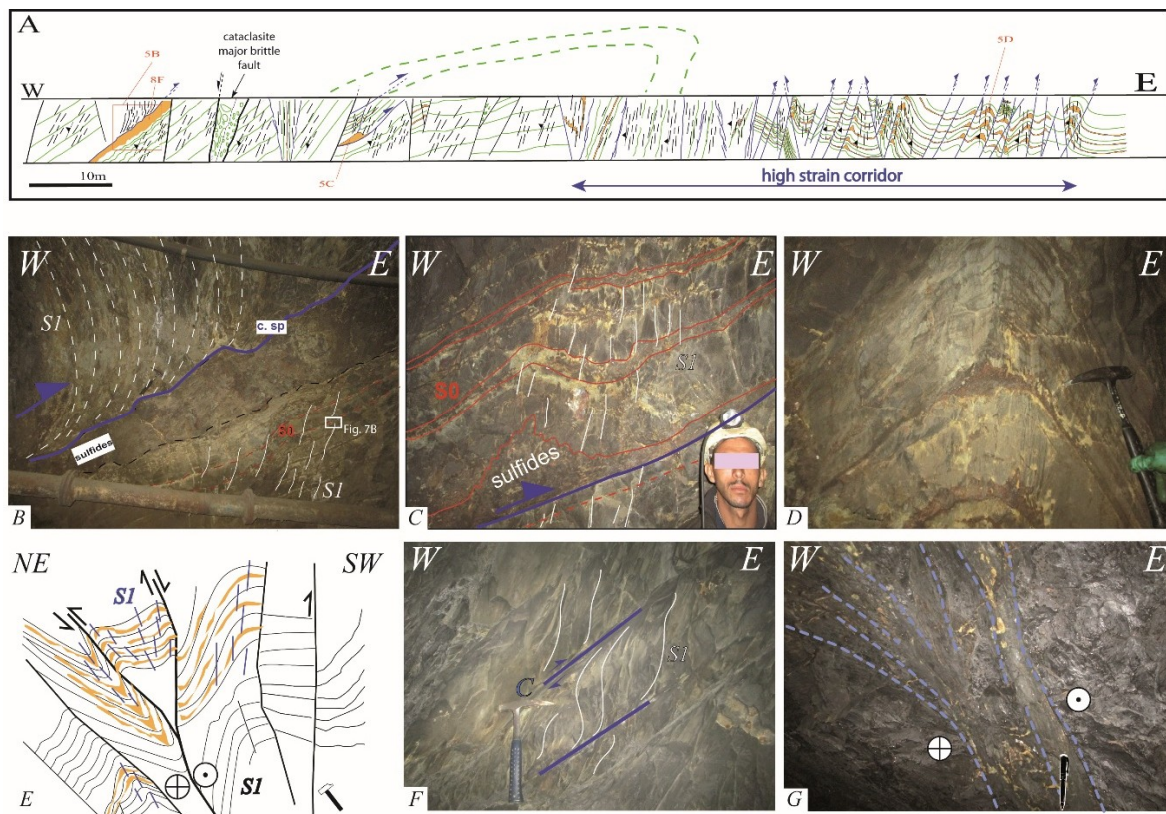 A
cataclasite
major brittle
fault
5B
8F
5D
W
E
10m
5C
high strain corridor
W
E
S1
c. sp
sulfides
S0
Fig. 7B
S1
B
W
E
S0
S1
sulfides
C
W
E
D
NE
SW
S1
S1
E
W
E
S1
C
F
W
E
G